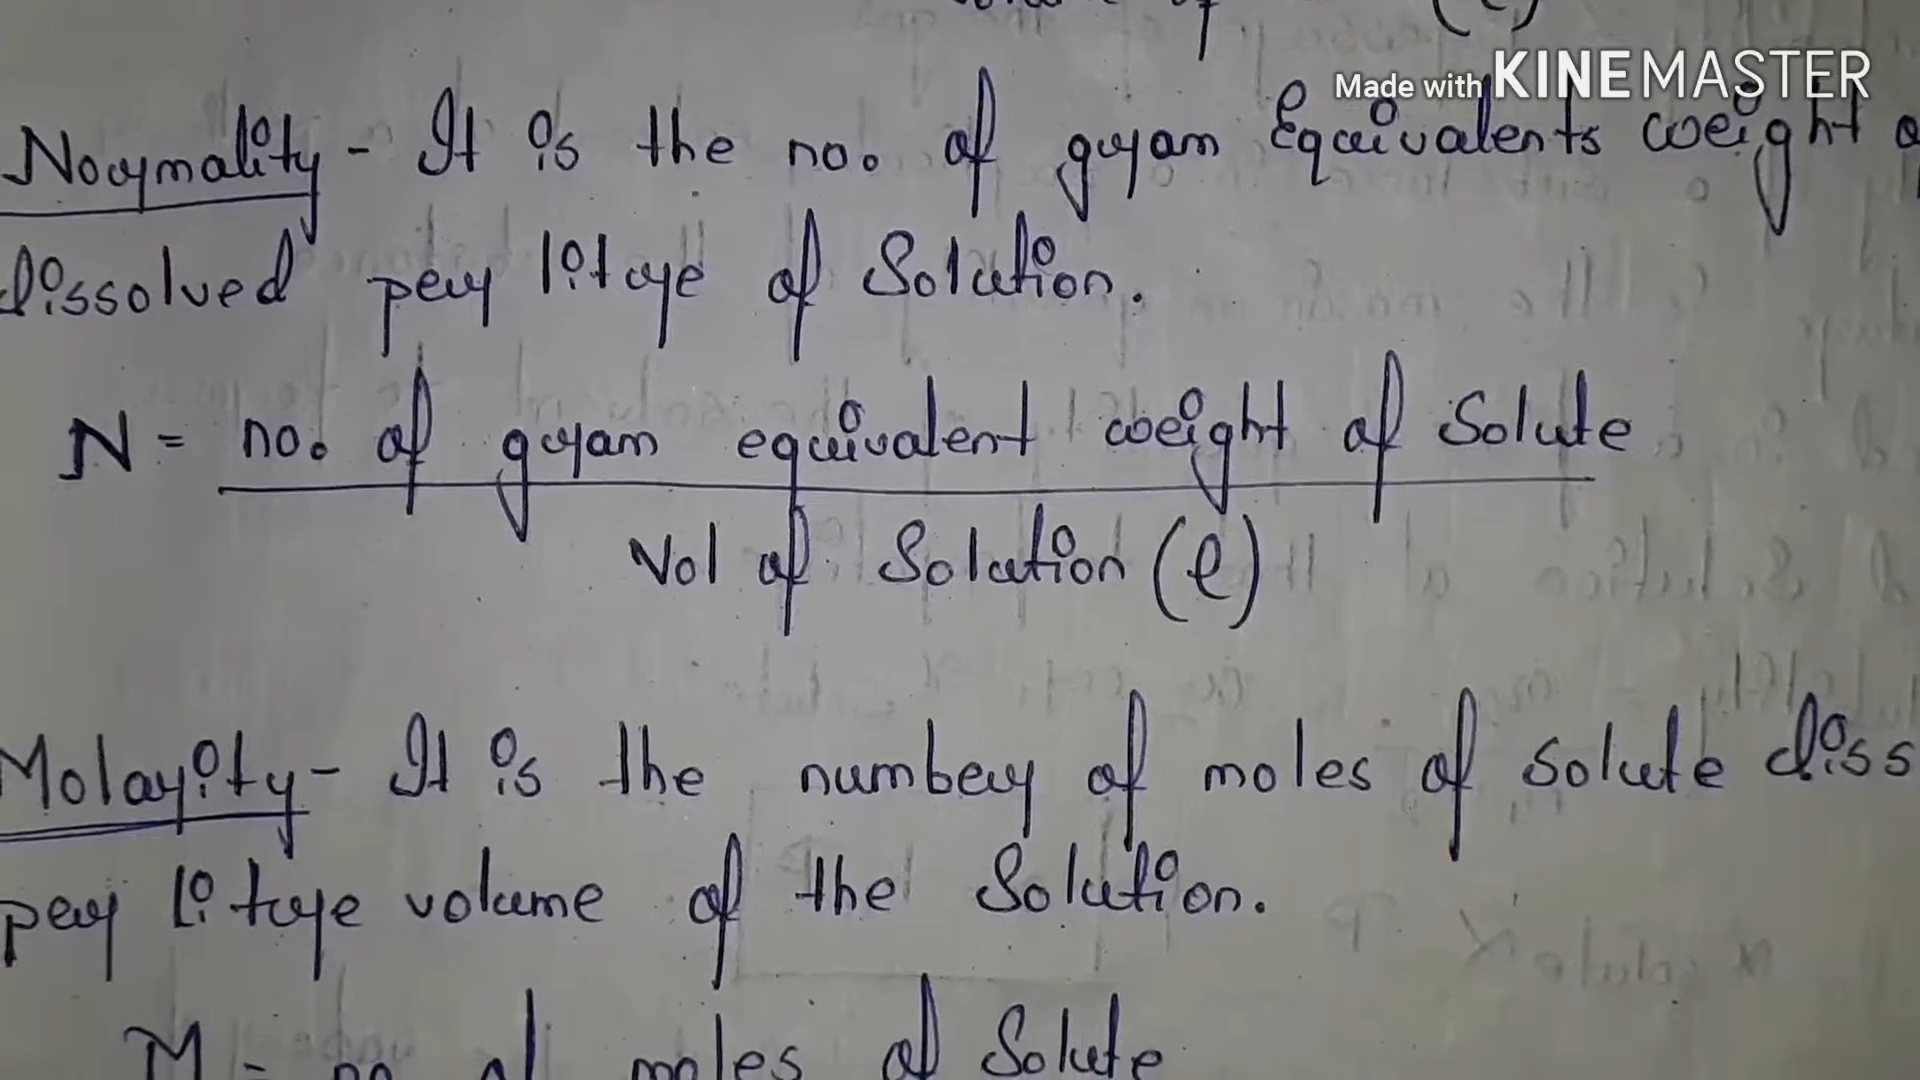 (l)
Made with KINEMASTER
Normality - It is the no. of gram Equivalents weight
dissolved per litre of Solution.
N = no. of gram equivalent weight of Solute
Vol of Solution (l)
Molarity - It is the number of moles of solute diss
per litre volume of the Solution.
M = no of moles of Solute